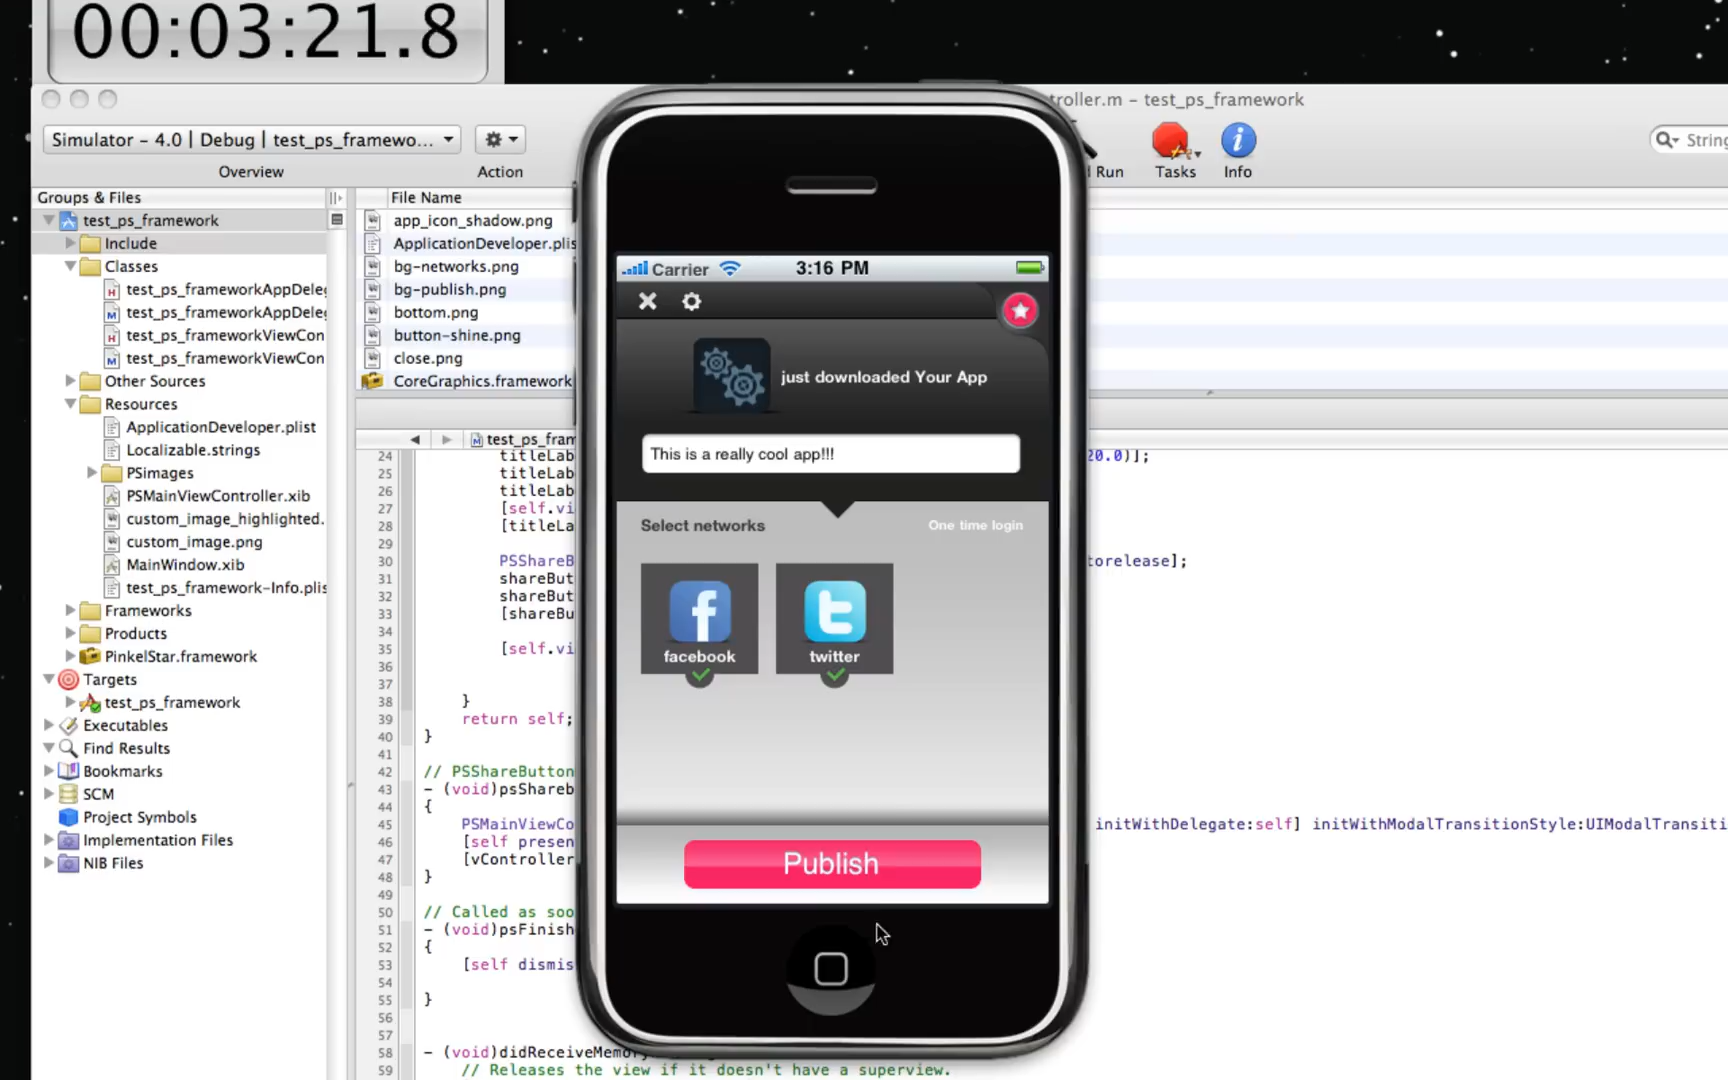 00:03:21.8
troller.m – test_ps_framework
Simulator – 4.0 | Debug | test_ps_framewo...
Overview
Action
Run
Tasks
Info
String
Groups & Files
test_ps_framework
Include
Classes
test_ps_frameworkAppDeleg
test_ps_frameworkAppDeleg
test_ps_frameworkViewCon
test_ps_frameworkViewCon
Other Sources
Resources
ApplicationDeveloper.plist
Localizable.strings
PSimages
PSMainViewController.xib
custom_image_highlighted.
custom_image.png
MainWindow.xib
test_ps_framework-Info.plis
Frameworks
Products
PinkelStar.framework
Targets
test_ps_framework
Executables
Find Results
Bookmarks
SCM
Project Symbols
Implementation Files
NIB Files
File Name
app_icon_shadow.png
ApplicationDeveloper.plis
bg-networks.png
bg-publish.png
bottom.png
button-shine.png
close.png
CoreGraphics.framework
test_ps_fram
24 titleLab 20.0)];
25 titleLab
26 titleLab
27 [self.vi
28 [titleLa
29
30 PSShareB torelease];
31 shareBut
32 shareBut
33 [shareBu
34
35 [self.vi
36
37
38 }
39 return self;
40 }
41
42 // PSShareButton
43 - (void)psShareb
44 {
45 PSMainViewCo initWithDelegate:self] initWithModalTransitionStyle:UIModalTransiti
46 [self presen
47 [vController
48 }
49
50 // Called as soo
51 - (void)psFinish
52 {
53 [self dismis
54
55 }
56
57
58 - (void)didReceiveMemory
59 // Releases the view if it doesn't have a superview.
Carrier 3:16 PM
just downloaded Your App
This is a really cool app!!!
Select networks One time login
f t
facebook twitter
Publish